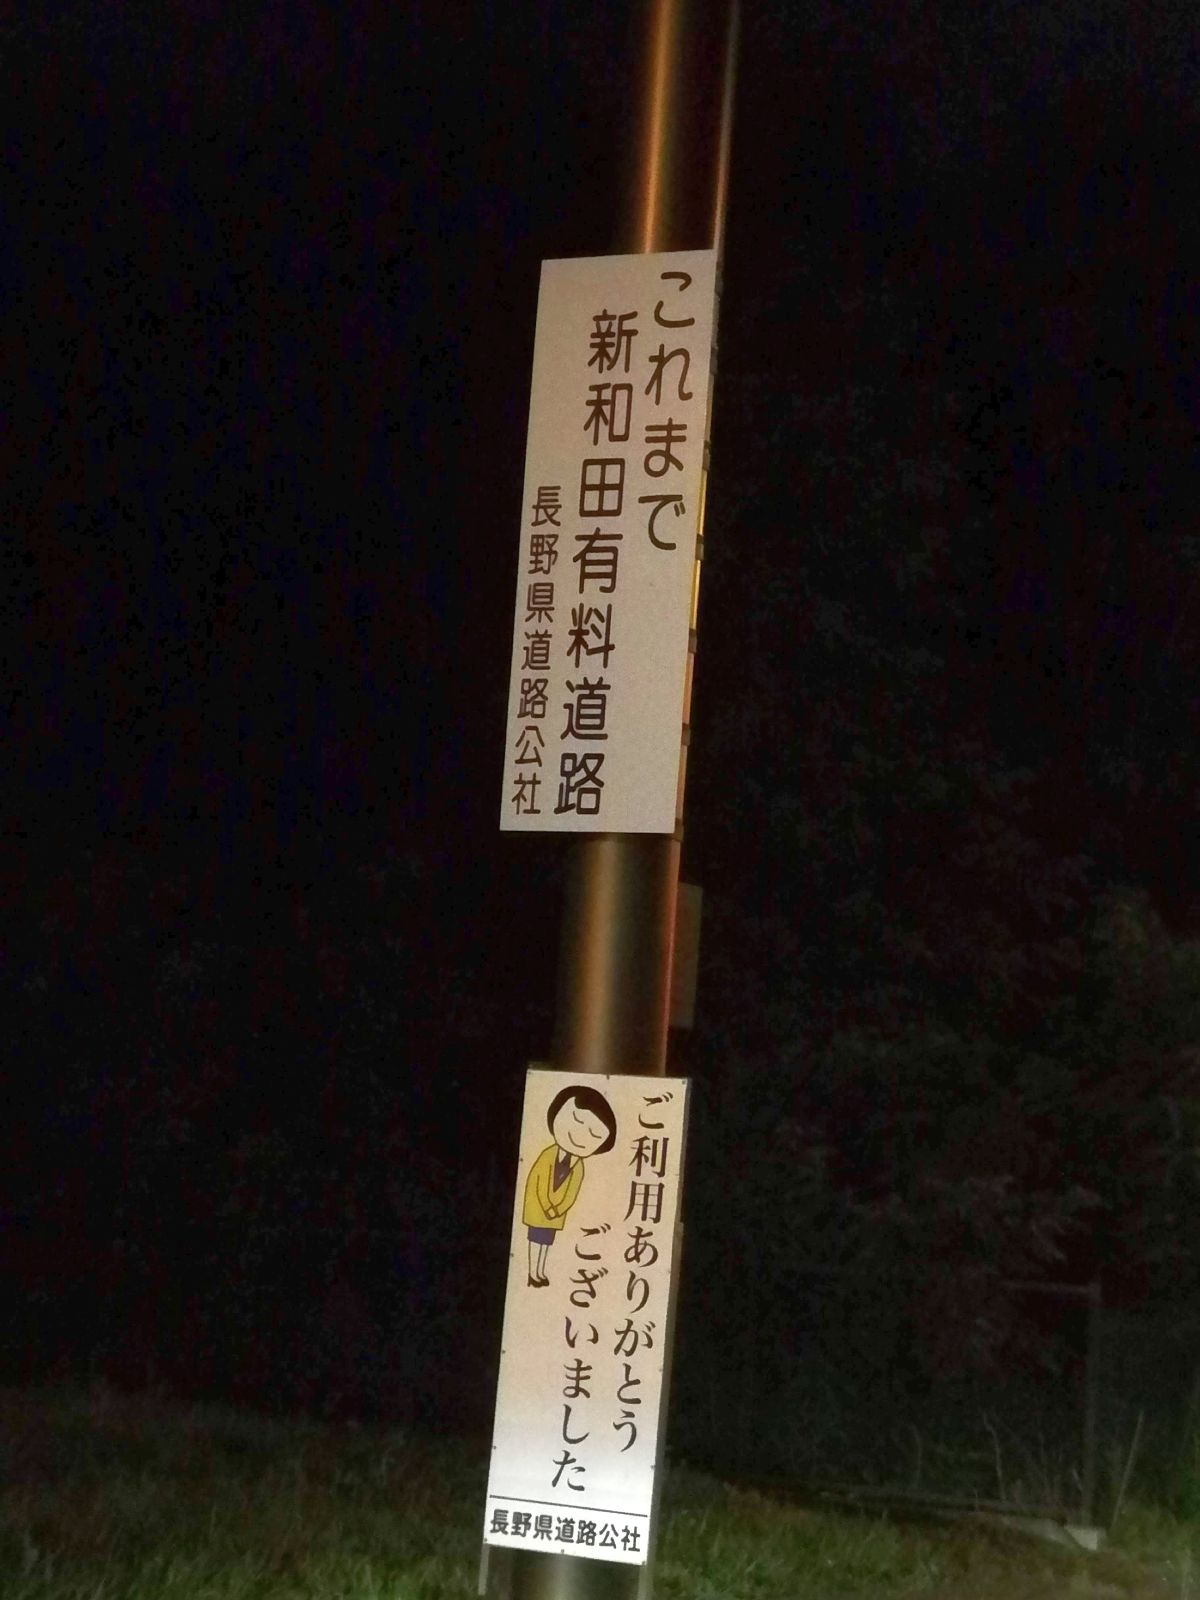 これまで
新和田有料道路
長野県道路公社
ご利用ありがとう
ございました
長野県道路公社